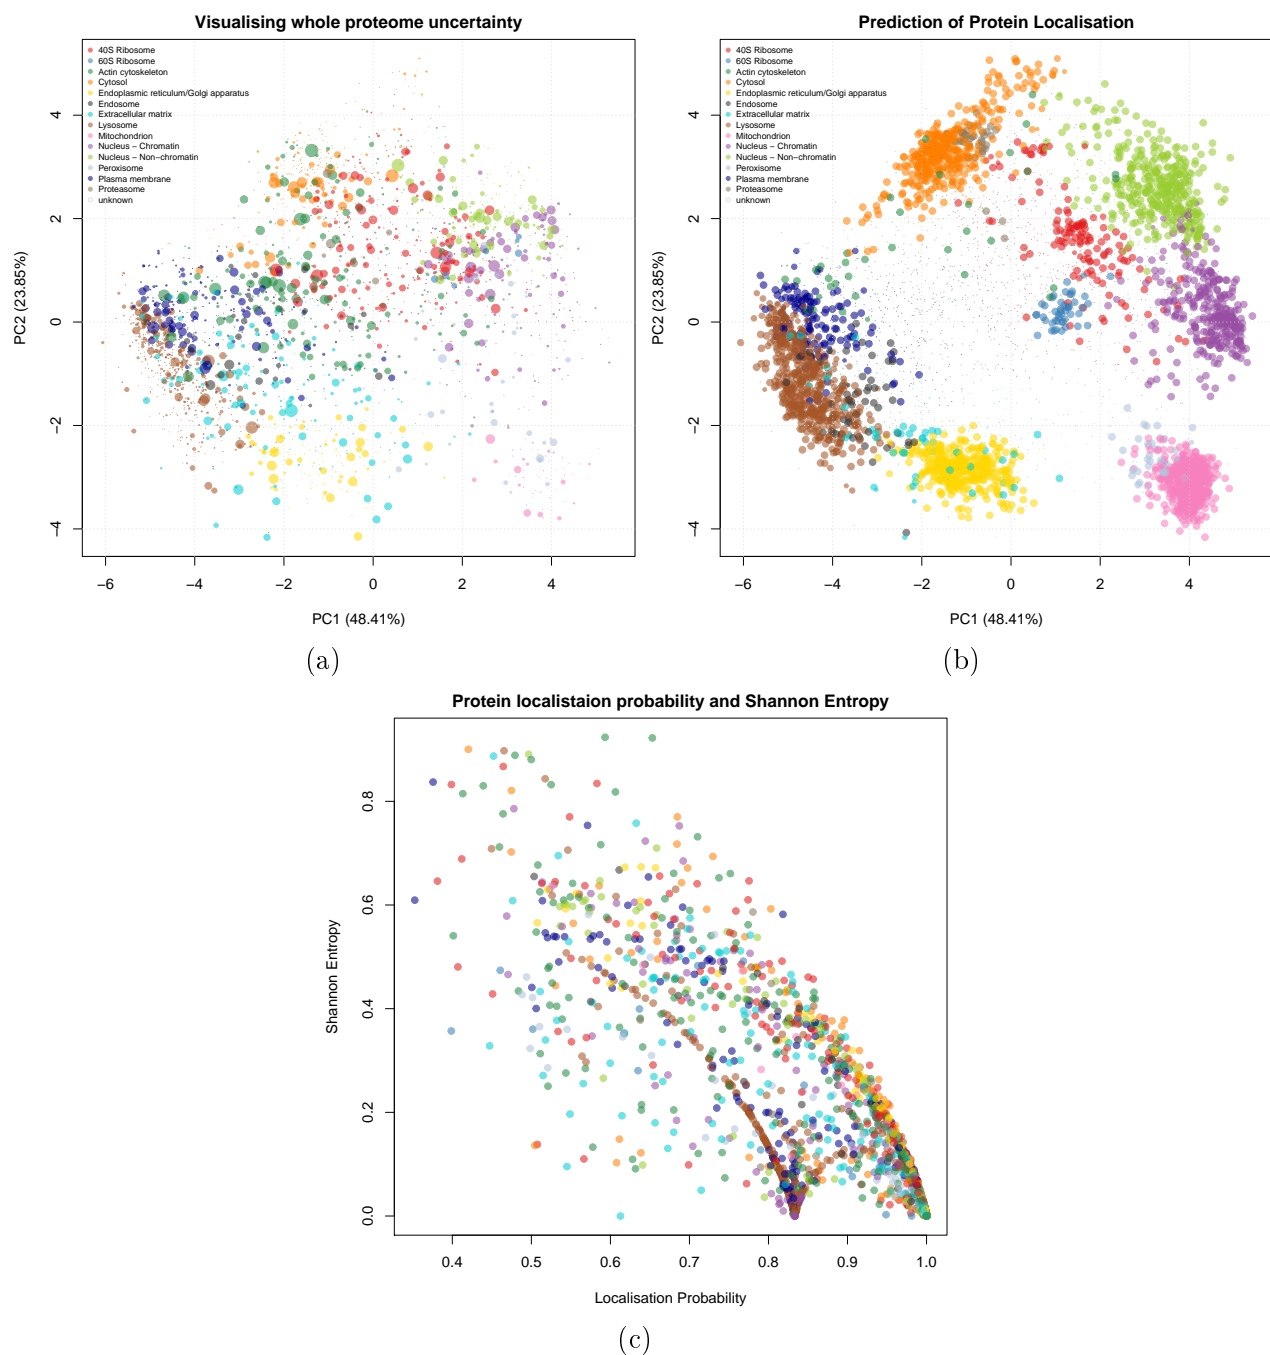 Visualising whole proteome uncertainty
40S Ribosome
60S Ribosome
Actin cytoskeleton
Cytosol
Endoplasmic reticulum/Golgi apparatus
Endosome
Extracellular matrix
Lysosome
Mitochondrion
Nucleus − Chromatin
Nucleus − Non−chromatin
Peroxisome
Plasma membrane
Proteasome
unknown
4
2
0
−2
−4
PC2 (23.85%)
−6 −4 −2 0 2 4
PC1 (48.41%)
(a)
Prediction of Protein Localisation
40S Ribosome
60S Ribosome
Actin cytoskeleton
Cytosol
Endoplasmic reticulum/Golgi apparatus
Endosome
Extracellular matrix
Lysosome
Mitochondrion
Nucleus − Chromatin
Nucleus − Non−chromatin
Peroxisome
Plasma membrane
Proteasome
unknown
4
2
0
−2
−4
PC2 (23.85%)
−6 −4 −2 0 2 4
PC1 (48.41%)
(b)
Protein localistaion probability and Shannon Entropy
0.8
0.6
0.4
0.2
0.0
Shannon Entropy
0.4 0.5 0.6 0.7 0.8 0.9 1.0
Localisation Probability
(c)